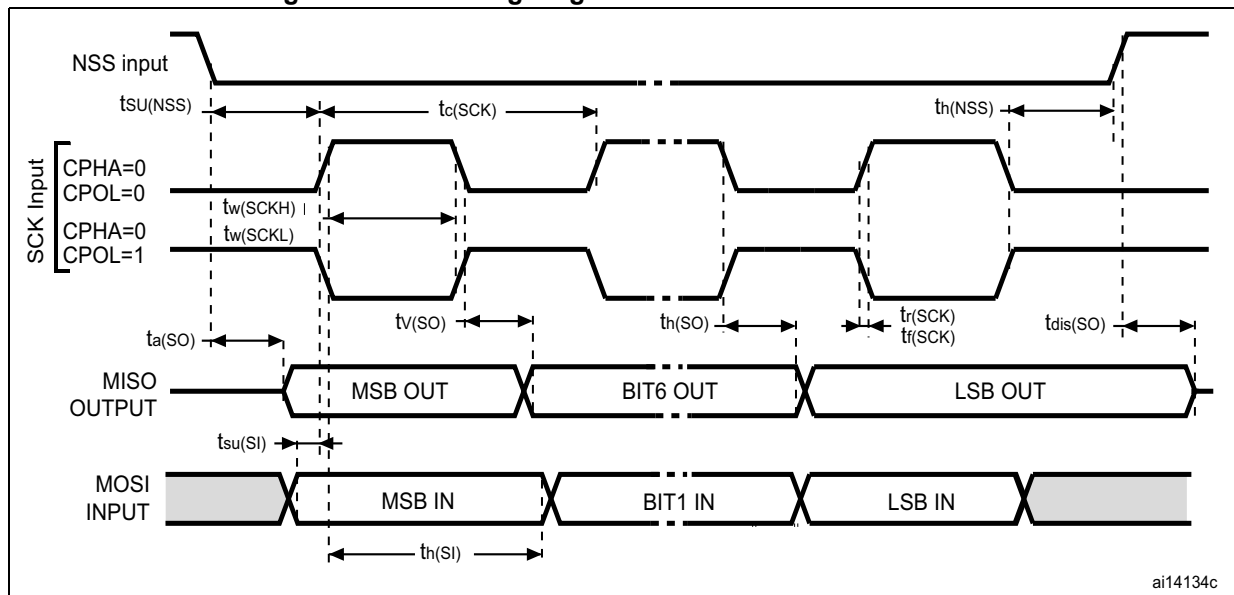 NSS input
tSU(NSS)
tc(SCK)
th(NSS)
SCK Input
CPHA=0
CPOL=0
tw(SCKH)
tw(SCKL)
CPHA=0
CPOL=1
ta(SO)
tV(SO)
th(SO)
tr(SCK)
tf(SCK)
tdis(SO)
MISO
OUTPUT
MSB OUT
BIT6 OUT
LSB OUT
tsu(SI)
MOSI
INPUT
MSB IN
BIT1 IN
LSB IN
th(SI)
ai14134c